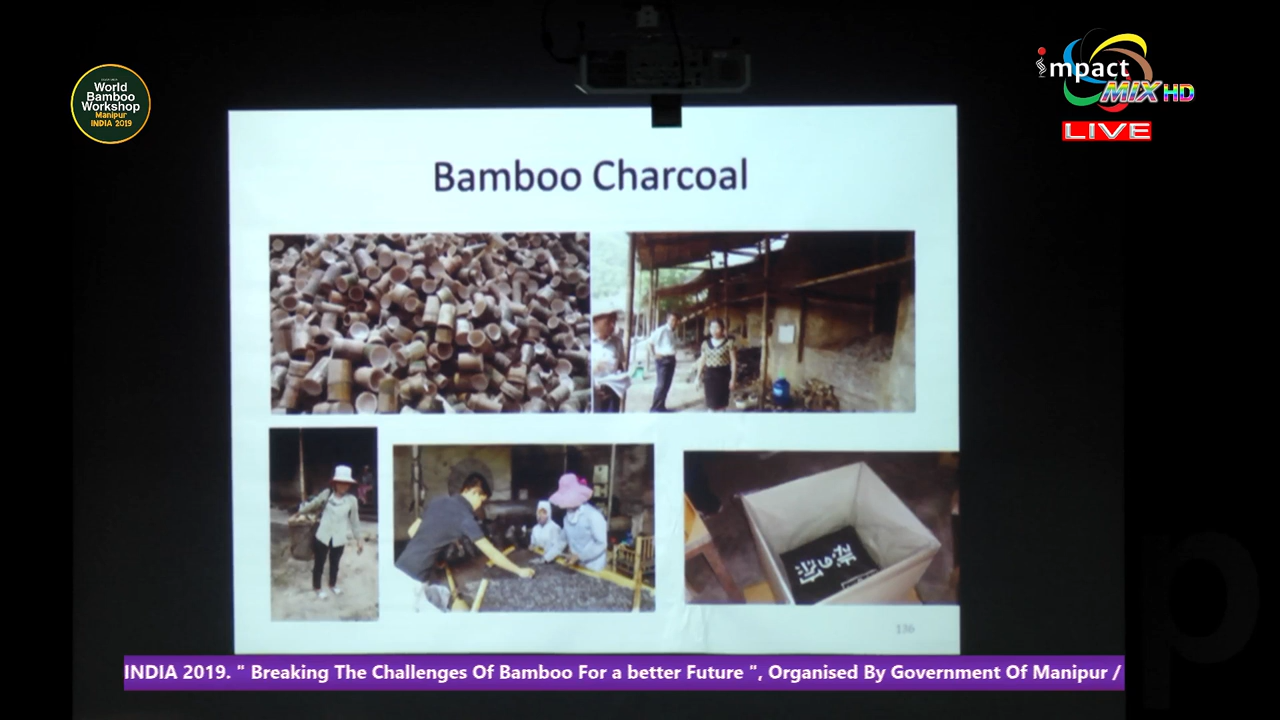 World
Bamboo
Workshop
Manipur
INDIA 2019
impact
MIX HD
LIVE
Bamboo Charcoal
136
INDIA 2019. " Breaking The Challenges Of Bamboo For a better Future ", Organised By Government Of Manipur /